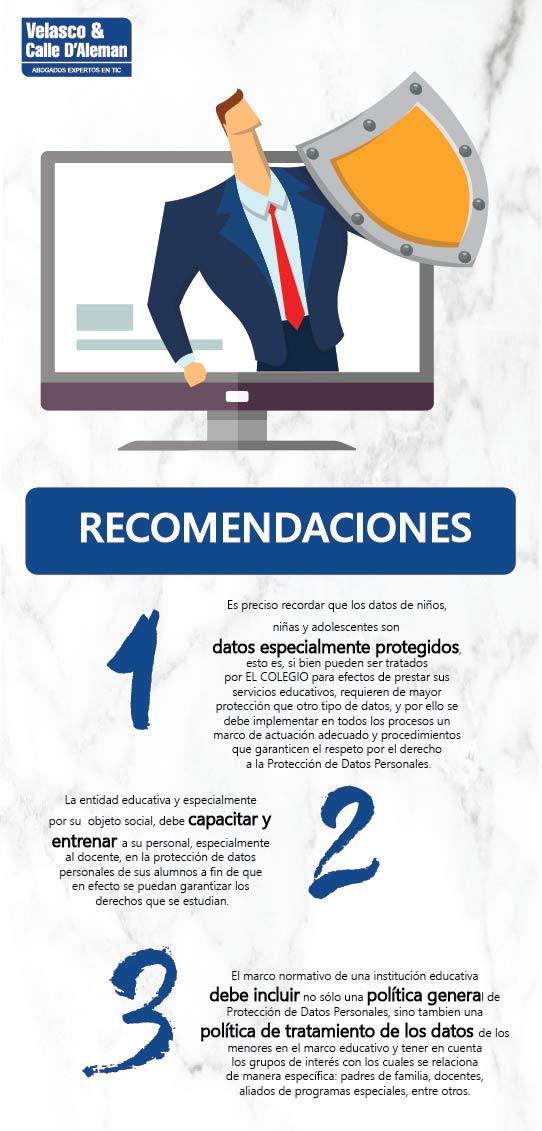 Velasco &
Calle D'Aleman
ABOGADOS EXPERTOS EN TIC
RECOMENDACIONES
1
Es preciso recordar que los datos de niños,
niñas y adolescentes son
datos especialmente protegidos,
esto es, si bien pueden ser tratados
por EL COLEGIO para efectos de prestar sus
servicios educativos, requieren de mayor
protección que otro tipo de datos, y por ello se
debe implementar en todos los procesos un
marco de actuación adecuado y procedimientos
que garanticen el respeto por el derecho
a la Protección de Datos Personales.
2
La entidad educativa y especialmente
por su objeto social, debe capacitar y
entrenar a su personal, especialmente
al docente, en la protección de datos
personales de sus alumnos a fin de que
en efecto se puedan garantizar los
derechos que se estudian.
3
El marco normativo de una institución educativa
debe incluir no sólo una política general de
Protección de Datos Personales, sino tambien una
política de tratamiento de los datos de los
menores en el marco educativo y tener en cuenta
los grupos de interés con los cuales se relaciona
de manera específica: padres de familia, docentes,
aliados de programas especiales, entre otros.